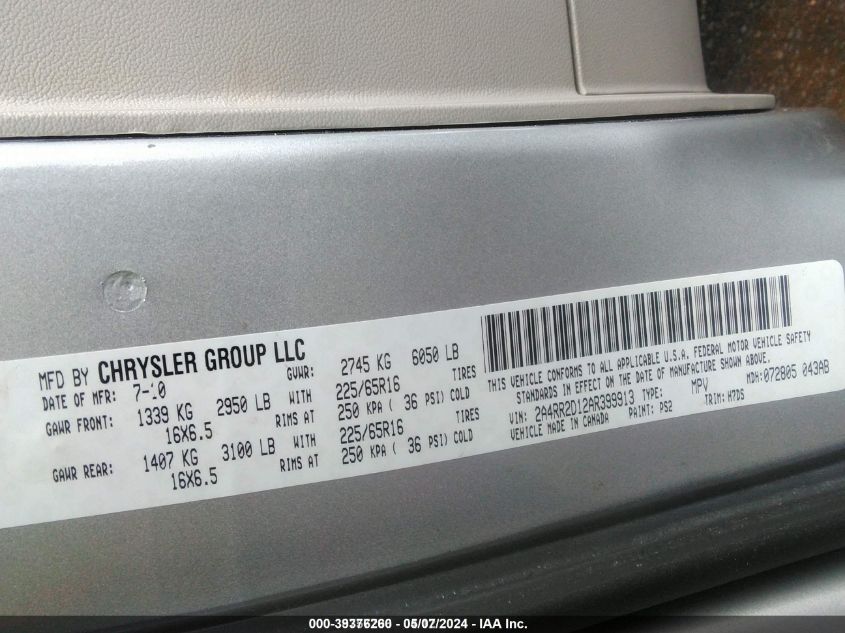 MFD BY CHRYSLER GROUP LLC
DATE OF MFR: 7-10 GVWR: 2745 KG 6050 LB
GAWR FRONT: 1339 KG 2950 LB WITH 225/65R16 TIRES
16X6.5 RIMS AT 250 KPA ( 36 PSI) COLD
GAWR REAR: 1407 KG 3100 LB WITH 225/65R16 TIRES
16X6.5 RIMS AT 250 KPA ( 36 PSI) COLD
THIS VEHICLE CONFORMS TO ALL APPLICABLE U.S.A. FEDERAL MOTOR VEHICLE SAFETY
STANDARDS IN EFFECT ON THE DATE OF MANUFACTURE SHOWN ABOVE.
VIN: 2A4RR2D12AR399913 TYPE: MPV MDH: 072805 043AB
VEHICLE MADE IN CANADA PAINT: PS2 TRIM: H7DS
- 05/07/2024 - IAA Inc.